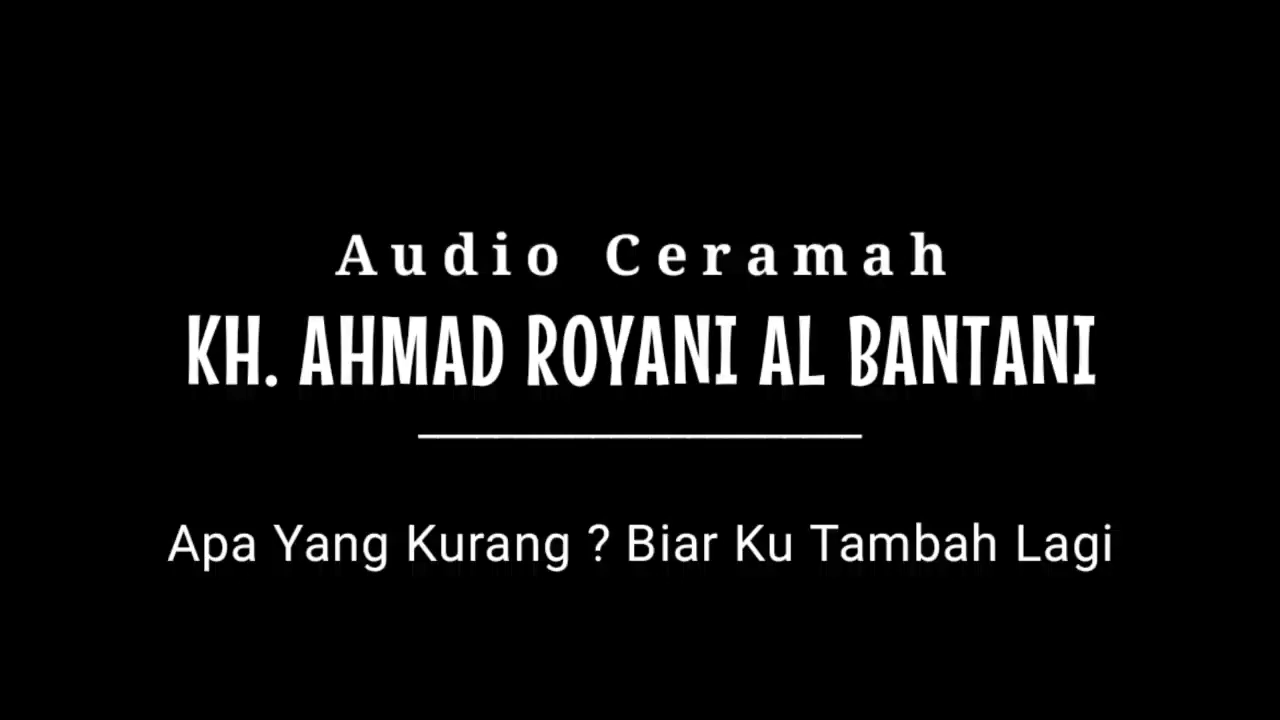 Audio Ceramah
KH. AHMAD ROYANI AL BANTANI
Apa Yang Kurang ? Biar Ku Tambah Lagi